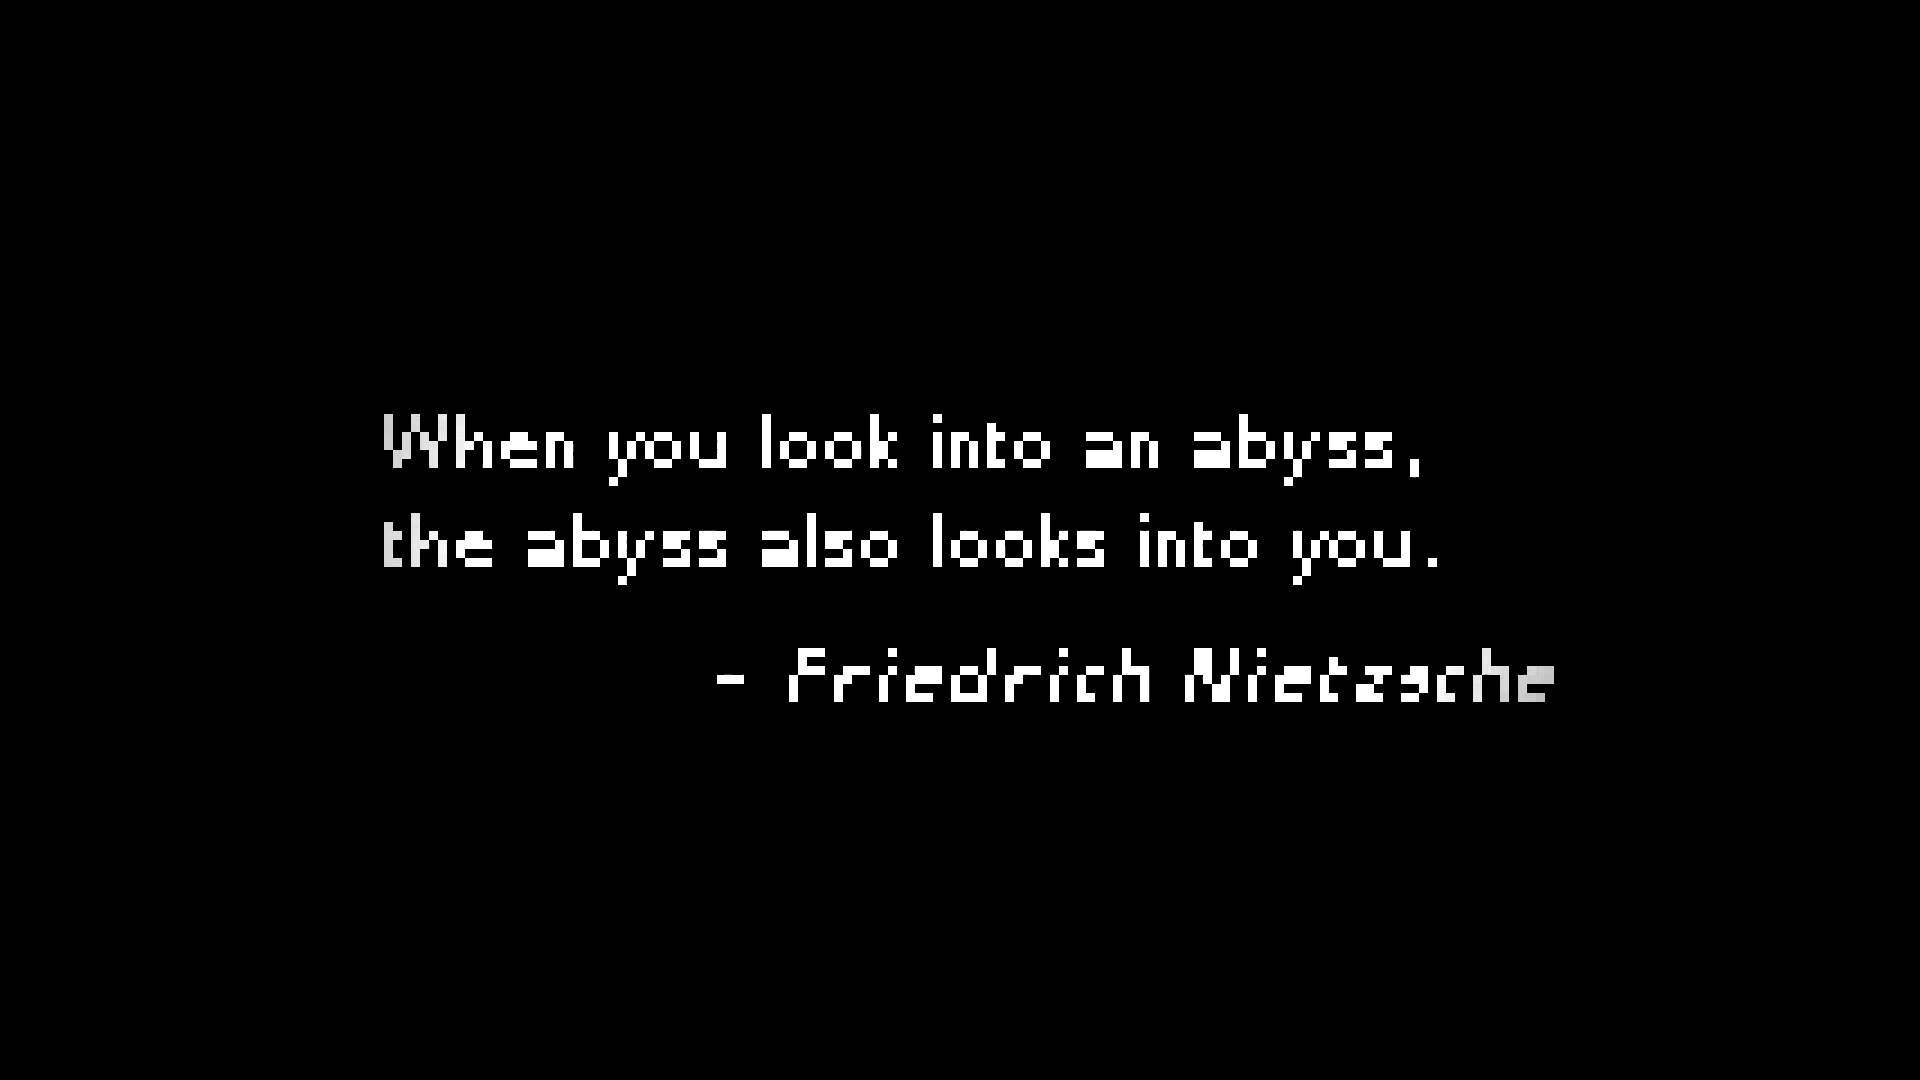 When you look into an abyss,
the abyss also looks into you.
- Friedrich Nietzsche